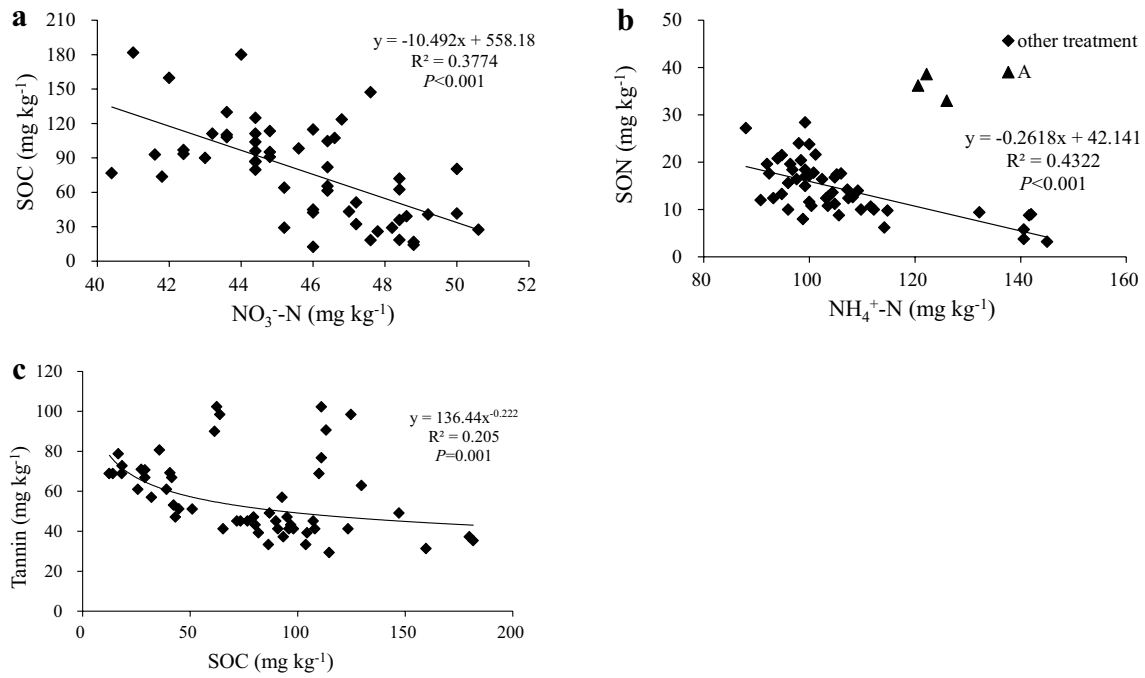 a
y = -10.492x + 558.18
R² = 0.3774
P<0.001
SOC (mg kg⁻¹)
210
180
150
120
90
60
30
0
40 42 44 46 48 50 52
NO₃⁻-N (mg kg⁻¹)
b
other treatment
A
y = -0.2618x + 42.141
R² = 0.4322
P<0.001
SON (mg kg⁻¹)
50
40
30
20
10
0
80 100 120 140 160
NH₄⁺-N (mg kg⁻¹)
c
y = 136.44x⁻⁰·²²²
R² = 0.205
P=0.001
Tannin (mg kg⁻¹)
120
100
80
60
40
20
0
0 50 100 150 200
SOC (mg kg⁻¹)